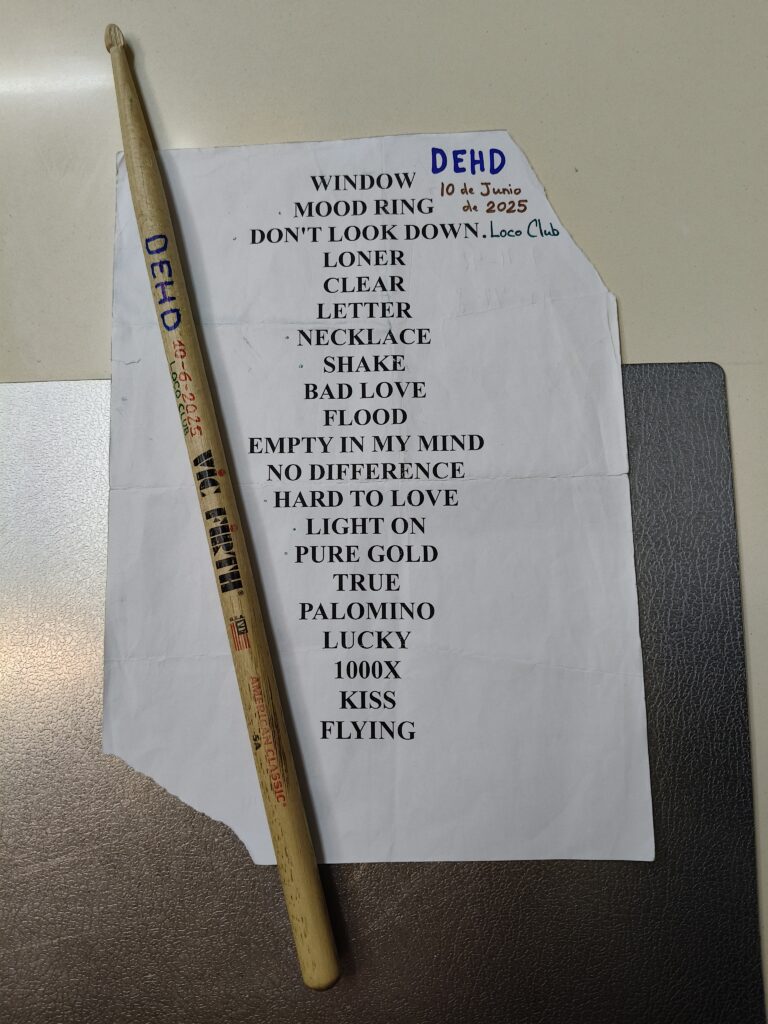 DEHD
10 de Junio
de 2025
Loco Club
WINDOW
MOOD RING
DON'T LOOK DOWN.
LONER
CLEAR
LETTER
NECKLACE
SHAKE
BAD LOVE
FLOOD
EMPTY IN MY MIND
NO DIFFERENCE
HARD TO LOVE
LIGHT ON
PURE GOLD
TRUE
PALOMINO
LUCKY
1000X
KISS
FLYING
DEHD
10-6-2025
LOCO CLUB
VIC FIRTH®
U.S.A.
AMERICAN CLASSIC®
5A